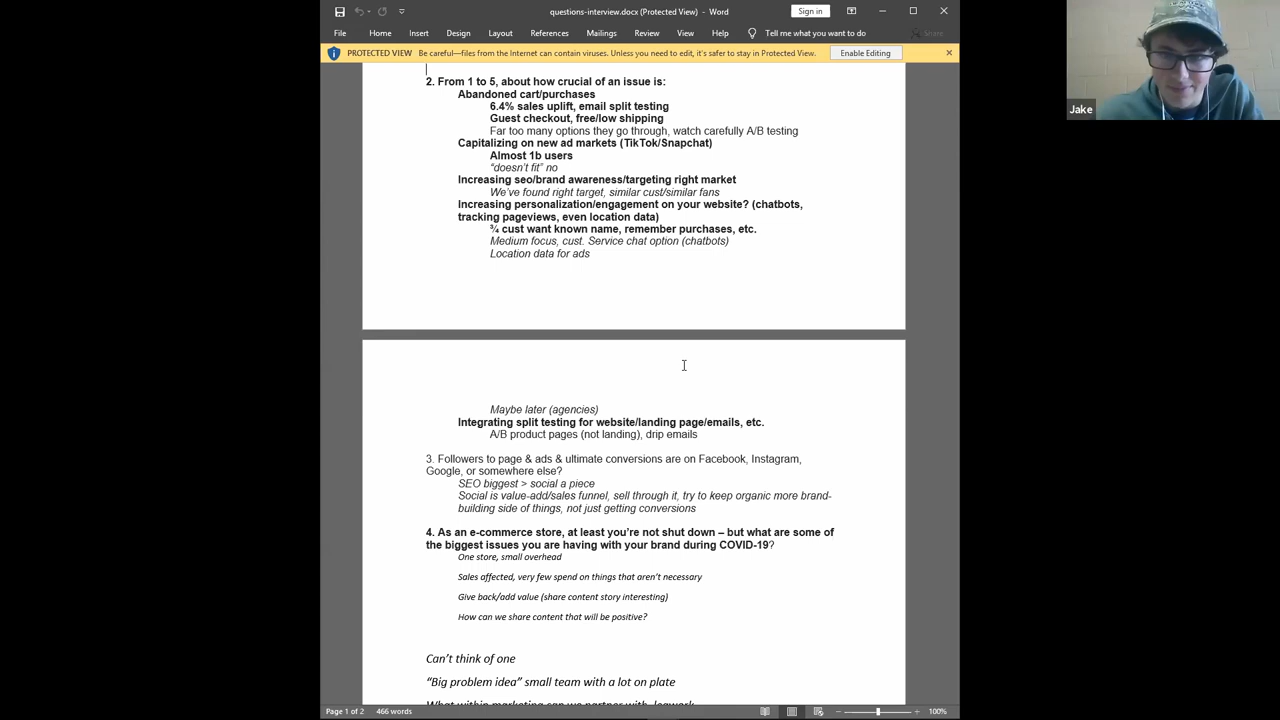 questions-interview.docx (Protected View) - Word
Sign in
File Home Insert Design Layout References Mailings Review View Help Tell me what you want to do Share
PROTECTED VIEW Be careful—files from the Internet can contain viruses. Unless you need to edit, it's safer to stay in Protected View. Enable Editing
Jake
2. From 1 to 5, about how crucial of an issue is:
Abandoned cart/purchases
6.4% sales uplift, email split testing
Guest checkout, free/low shipping
Far too many options they go through, watch carefully A/B testing
Capitalizing on new ad markets (TikTok/Snapchat)
Almost 1b users
“doesn’t fit” no
Increasing seo/brand awareness/targeting right market
We’ve found right target, similar cust/similar fans
Increasing personalization/engagement on your website? (chatbots,
tracking pageviews, even location data)
¾ cust want known name, remember purchases, etc.
Medium focus, cust. Service chat option (chatbots)
Location data for ads
Maybe later (agencies)
Integrating split testing for website/landing page/emails, etc.
A/B product pages (not landing), drip emails
3. Followers to page & ads & ultimate conversions are on Facebook, Instagram,
Google, or somewhere else?
SEO biggest > social a piece
Social is value-add/sales funnel, sell through it, try to keep organic more brand-
building side of things, not just getting conversions
4. As an e-commerce store, at least you’re not shut down – but what are some of
the biggest issues you are having with your brand during COVID-19?
One store, small overhead
Sales affected, very few spend on things that aren’t necessary
Give back/add value (share content story interesting)
How can we share content that will be positive?
Can’t think of one
“Big problem idea” small team with a lot on plate
What within marketing can we partner with, legwork
Page 1 of 2 466 words 100%